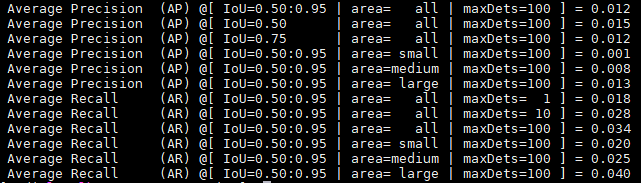 Average Precision  (AP) @[ IoU=0.50:0.95 | area=   all | maxDets=100 ] = 0.012
Average Precision  (AP) @[ IoU=0.50      | area=   all | maxDets=100 ] = 0.015
Average Precision  (AP) @[ IoU=0.75      | area=   all | maxDets=100 ] = 0.012
Average Precision  (AP) @[ IoU=0.50:0.95 | area= small | maxDets=100 ] = 0.001
Average Precision  (AP) @[ IoU=0.50:0.95 | area=medium | maxDets=100 ] = 0.008
Average Precision  (AP) @[ IoU=0.50:0.95 | area= large | maxDets=100 ] = 0.013
Average Recall     (AR) @[ IoU=0.50:0.95 | area=   all | maxDets=  1 ] = 0.018
Average Recall     (AR) @[ IoU=0.50:0.95 | area=   all | maxDets= 10 ] = 0.028
Average Recall     (AR) @[ IoU=0.50:0.95 | area=   all | maxDets=100 ] = 0.034
Average Recall     (AR) @[ IoU=0.50:0.95 | area= small | maxDets=100 ] = 0.020
Average Recall     (AR) @[ IoU=0.50:0.95 | area=medium | maxDets=100 ] = 0.025
Average Recall     (AR) @[ IoU=0.50:0.95 | area= large | maxDets=100 ] = 0.040